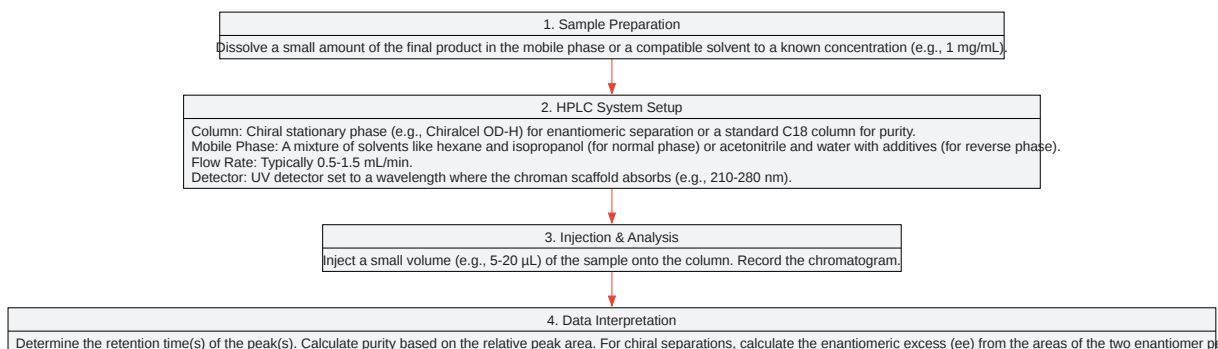 1. Sample Preparation
Dissolve a small amount of the final product in the mobile phase or a compatible solvent to a known concentration (e.g., 1 mg/mL).
2. HPLC System Setup
Column: Chiral stationary phase (e.g., Chiralcel OD-H) for enantiomeric separation or a standard C18 column for purity.
Mobile Phase: A mixture of solvents like hexane and isopropanol (for normal phase) or acetonitrile and water with additives (for reverse phase).
Flow Rate: Typically 0.5-1.5 mL/min.
Detector: UV detector set to a wavelength where the chroman scaffold absorbs (e.g., 210-280 nm).
3. Injection & Analysis
Inject a small volume (e.g., 5-20 µL) of the sample onto the column. Record the chromatogram.
4. Data Interpretation
Determine the retention time(s) of the peak(s). Calculate purity based on the relative peak area. For chiral separations, calculate the enantiomeric excess (ee) from the areas of the two enantiomer